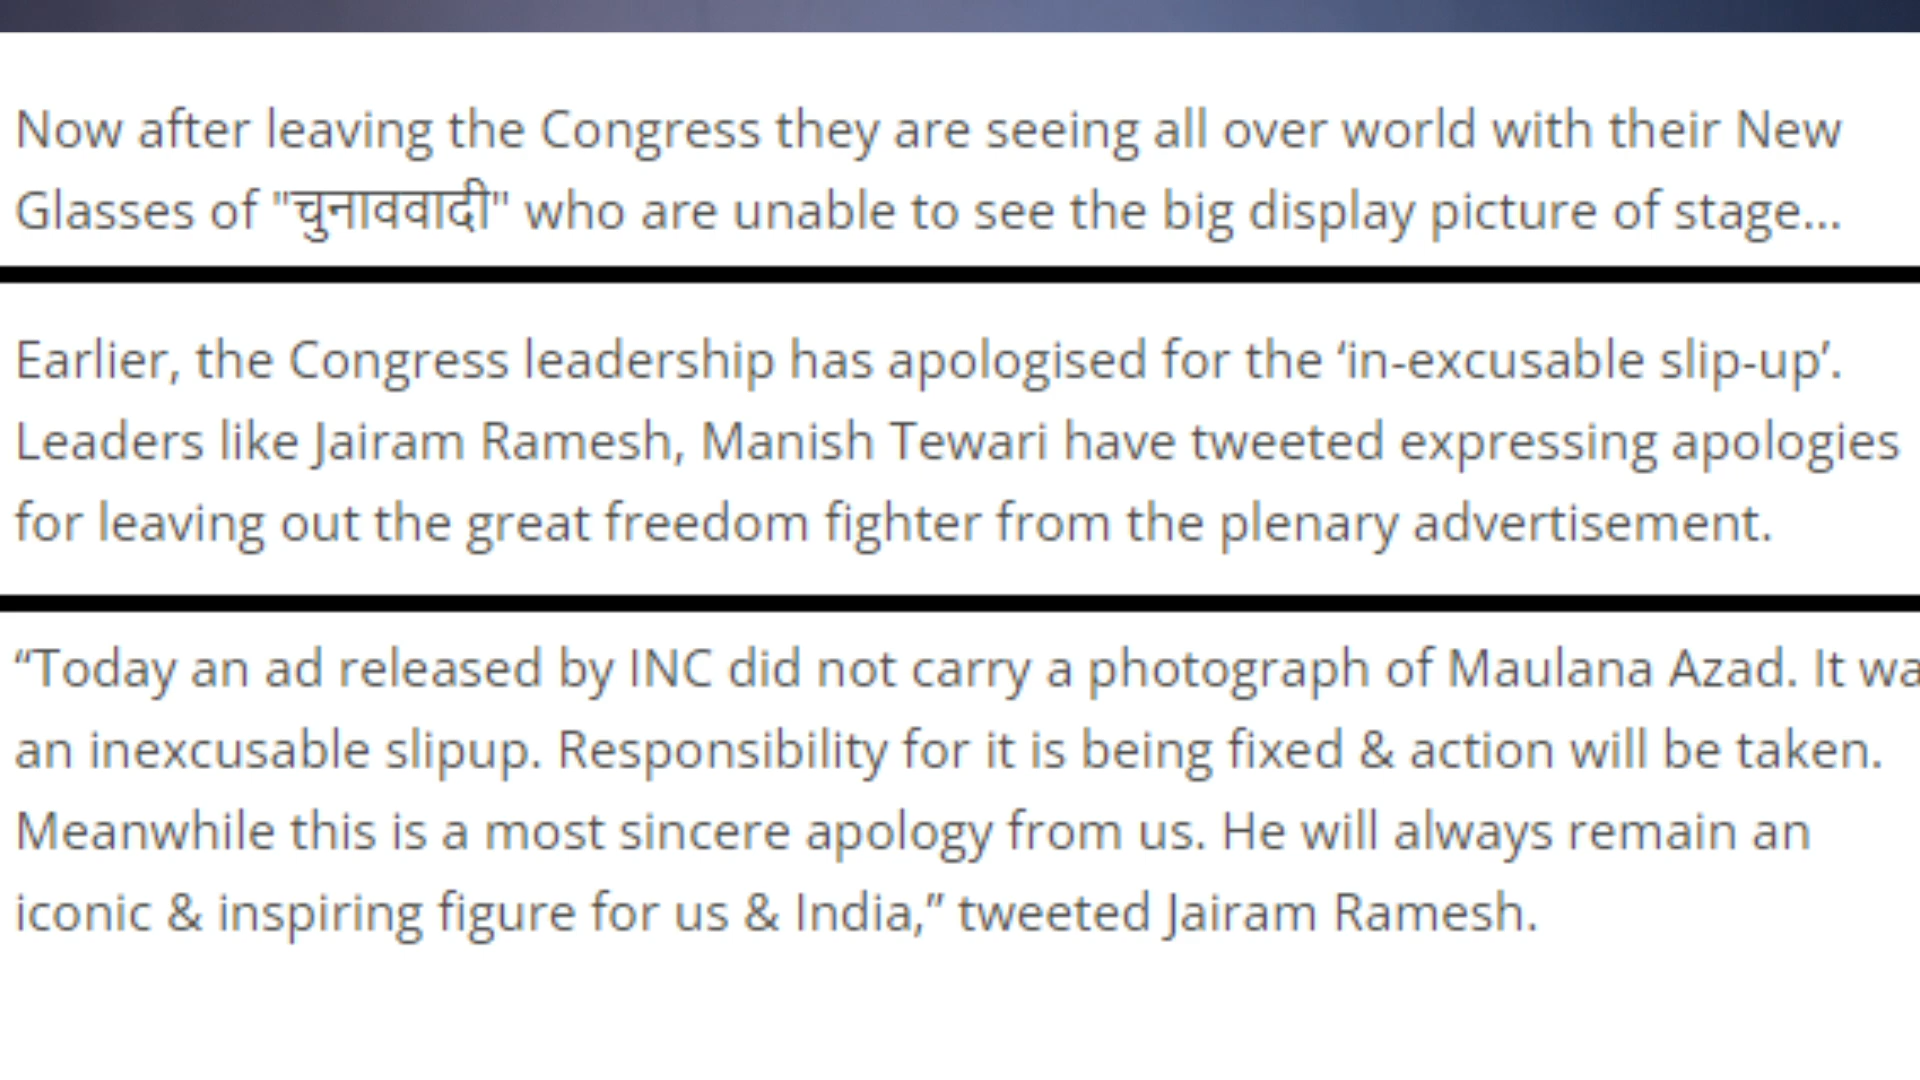 Now after leaving the Congress they are seeing all over world with their New
Glasses of "चुनाववादी" who are unable to see the big display picture of stage...
Earlier, the Congress leadership has apologised for the ‘in-excusable slip-up’.
Leaders like Jairam Ramesh, Manish Tewari have tweeted expressing apologies
for leaving out the great freedom fighter from the plenary advertisement.
“Today an ad released by INC did not carry a photograph of Maulana Azad. It wa
an inexcusable slipup. Responsibility for it is being fixed & action will be taken.
Meanwhile this is a most sincere apology from us. He will always remain an
iconic & inspiring figure for us & India,” tweeted Jairam Ramesh.